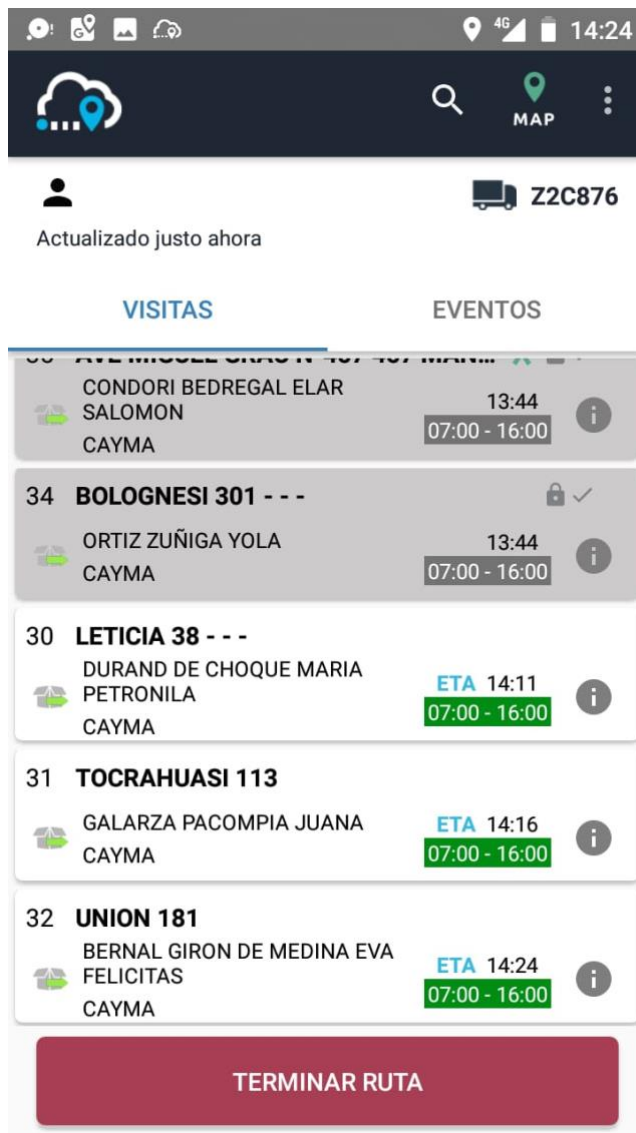 4G 14:24
MAP
Z2C876
Actualizado justo ahora
VISITAS EVENTOS
CONDORI BEDREGAL ELAR
SALOMON
CAYMA
13:44
07:00 - 16:00
34 BOLOGNESI 301 - - -
ORTIZ ZUÑIGA YOLA
CAYMA
13:44
07:00 - 16:00
30 LETICIA 38 - - -
DURAND DE CHOQUE MARIA
PETRONILA
CAYMA
ETA 14:11
07:00 - 16:00
31 TOCRAHUASI 113
GALARZA PACOMPIA JUANA
CAYMA
ETA 14:16
07:00 - 16:00
32 UNION 181
BERNAL GIRON DE MEDINA EVA
FELICITAS
CAYMA
ETA 14:24
07:00 - 16:00
TERMINAR RUTA